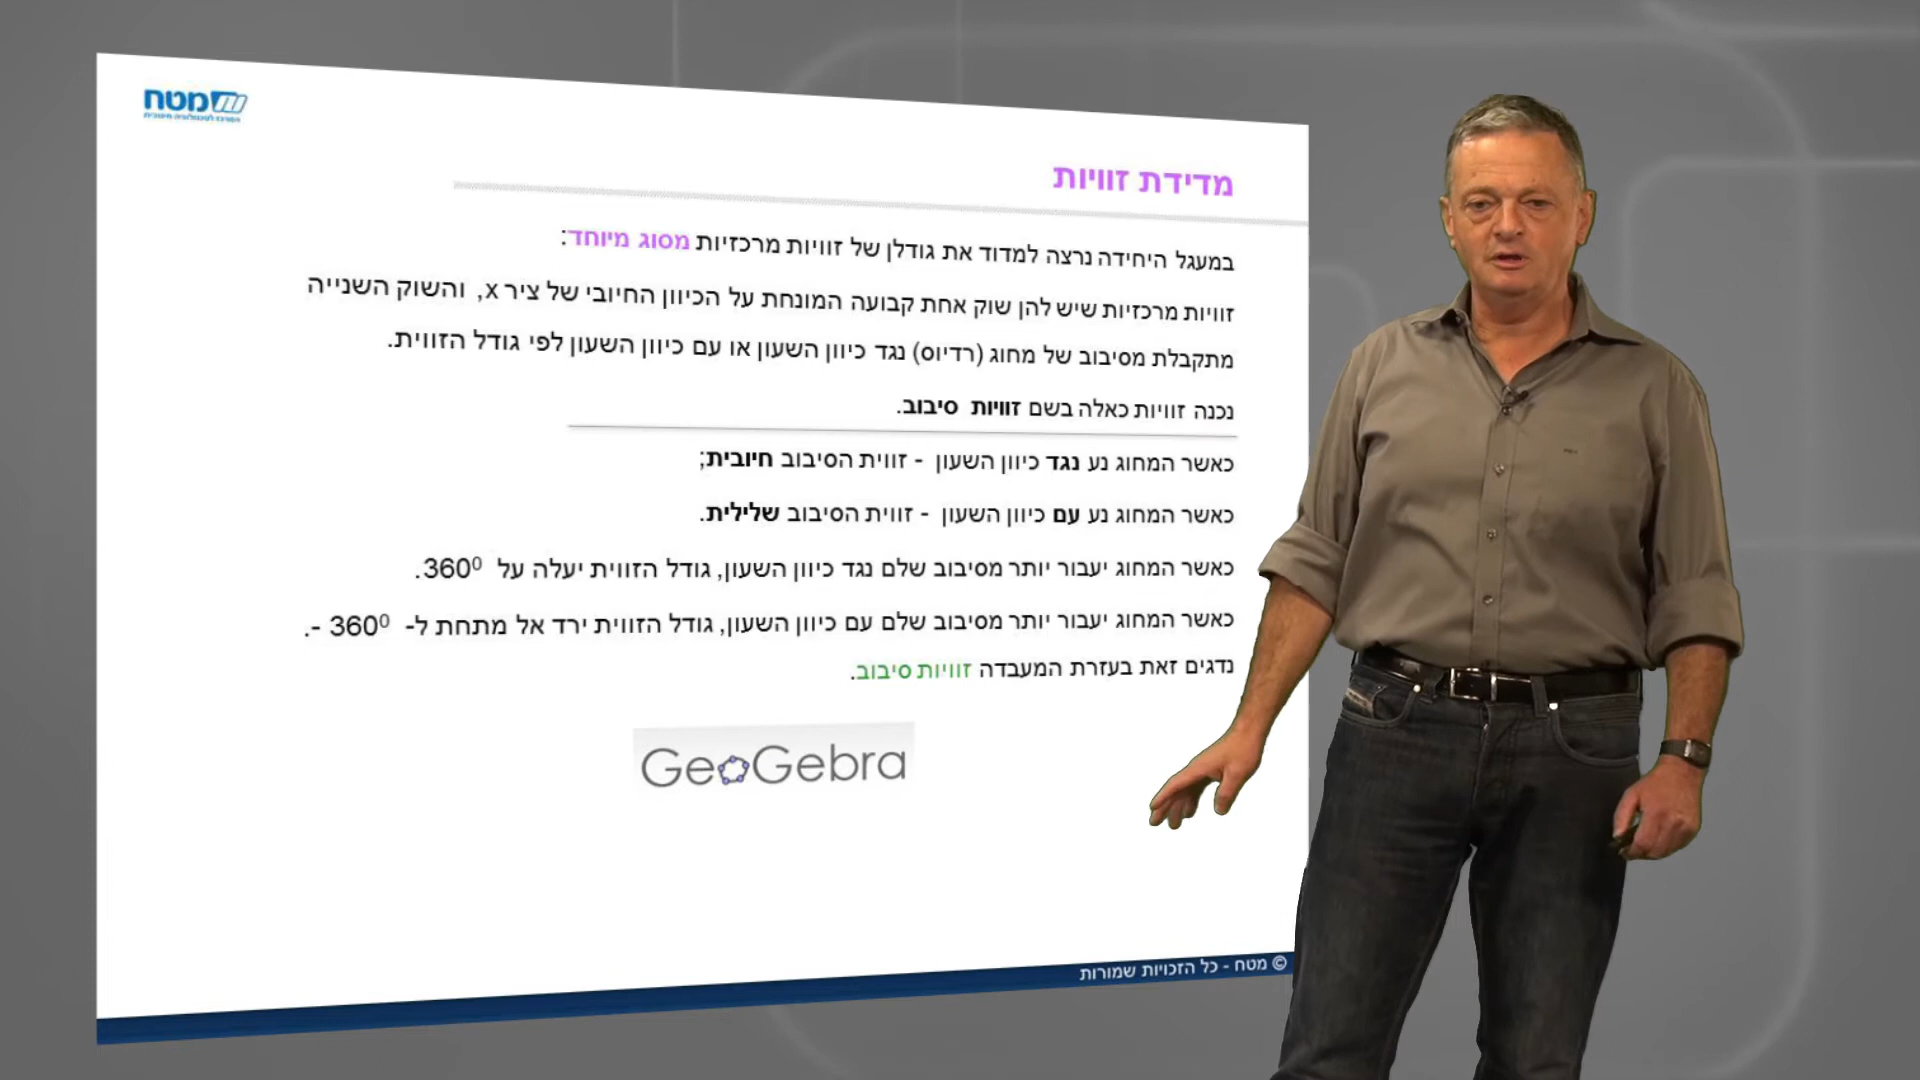 מטח
המרכז לטכנולוגיה חינוכית
מדידת זוויות
במעגל היחידה נרצה למדוד את גודלן של זוויות מרכזיות מסוג מיוחד:
זוויות מרכזיות שיש להן שוק אחת קבועה המונחת על הכיוון החיובי של ציר x, והשוק השנייה
מתקבלת מסיבוב של מחוג (רדיוס) נגד כיוון השעון או עם כיוון השעון לפי גודל הזווית.
נכנה זוויות כאלה בשם זוויות סיבוב.
כאשר המחוג נע נגד כיוון השעון - זווית הסיבוב חיובית;
כאשר המחוג נע עם כיוון השעון - זווית הסיבוב שלילית.
כאשר המחוג יעבור יותר מסיבוב שלם נגד כיוון השעון, גודל הזווית יעלה על 360⁰.
כאשר המחוג יעבור יותר מסיבוב שלם עם כיוון השעון, גודל הזווית ירד אל מתחת ל- 360⁰ -.
נדגים זאת בעזרת המעבדה זוויות סיבוב.
GeoGebra
© מטח - כל הזכויות שמורות